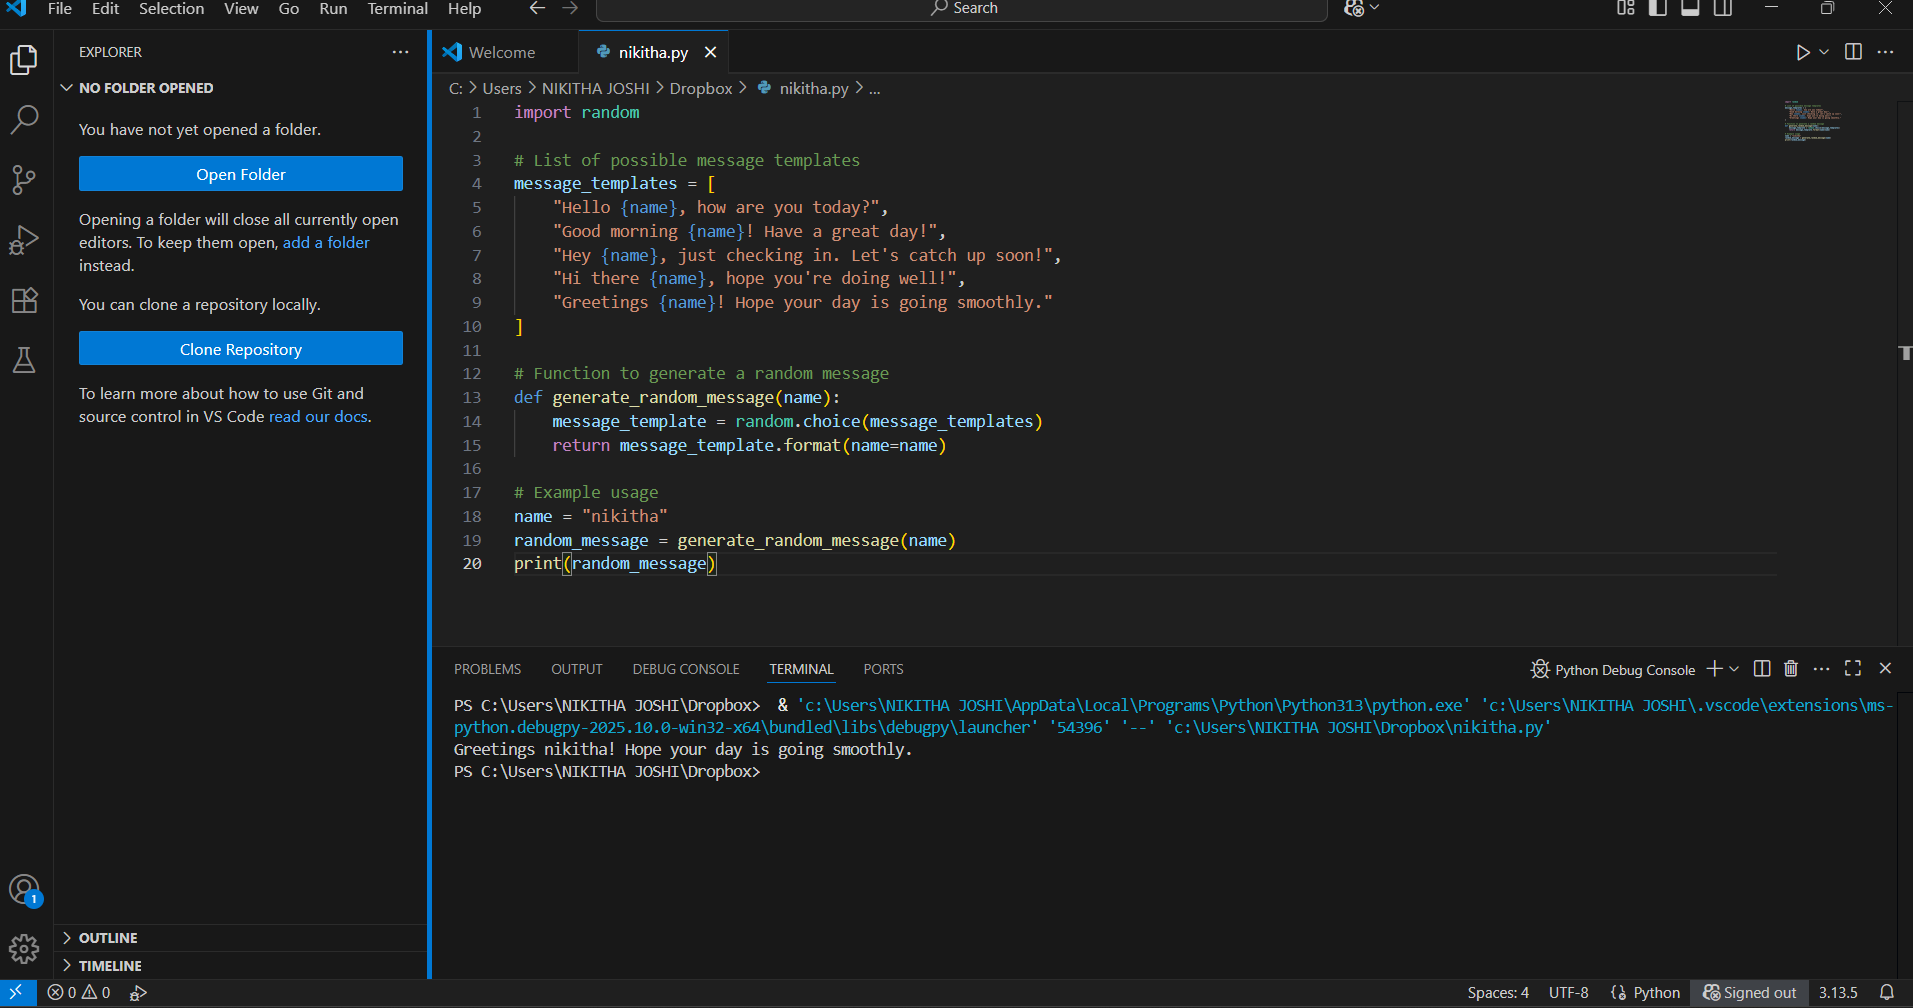 File Edit Selection View Go Run Terminal Help
Search
EXPLORER
NO FOLDER OPENED
You have not yet opened a folder.
Open Folder
Opening a folder will close all currently open
editors. To keep them open, add a folder
instead.
You can clone a repository locally.
Clone Repository
To learn more about how to use Git and
source control in VS Code read our docs.
OUTLINE
TIMELINE
Welcome
nikitha.py
C: > Users > NIKITHA JOSHI > Dropbox > nikitha.py > ...
1 import random
2
3 # List of possible message templates
4 message_templates = [
5     "Hello {name}, how are you today?",
6     "Good morning {name}! Have a great day!",
7     "Hey {name}, just checking in. Let's catch up soon!",
8     "Hi there {name}, hope you're doing well!",
9     "Greetings {name}! Hope your day is going smoothly."
10 ]
11
12 # Function to generate a random message
13 def generate_random_message(name):
14     message_template = random.choice(message_templates)
15     return message_template.format(name=name)
16
17 # Example usage
18 name = "nikitha"
19 random_message = generate_random_message(name)
20 print(random_message)
PROBLEMS OUTPUT DEBUG CONSOLE TERMINAL PORTS
Python Debug Console
PS C:\Users\NIKITHA JOSHI\Dropbox>  & 'c:\Users\NIKITHA JOSHI\AppData\Local\Programs\Python\Python313\python.exe' 'c:\Users\NIKITHA JOSHI\.vscode\extensions\ms-
python.debugpy-2025.10.0-win32-x64\bundled\libs\debugpy\launcher' '54396' '--' 'c:\Users\NIKITHA JOSHI\Dropbox\nikitha.py'
Greetings nikitha! Hope your day is going smoothly.
PS C:\Users\NIKITHA JOSHI\Dropbox>
1
0 0
Spaces: 4 UTF-8 {} Python Signed out 3.13.5